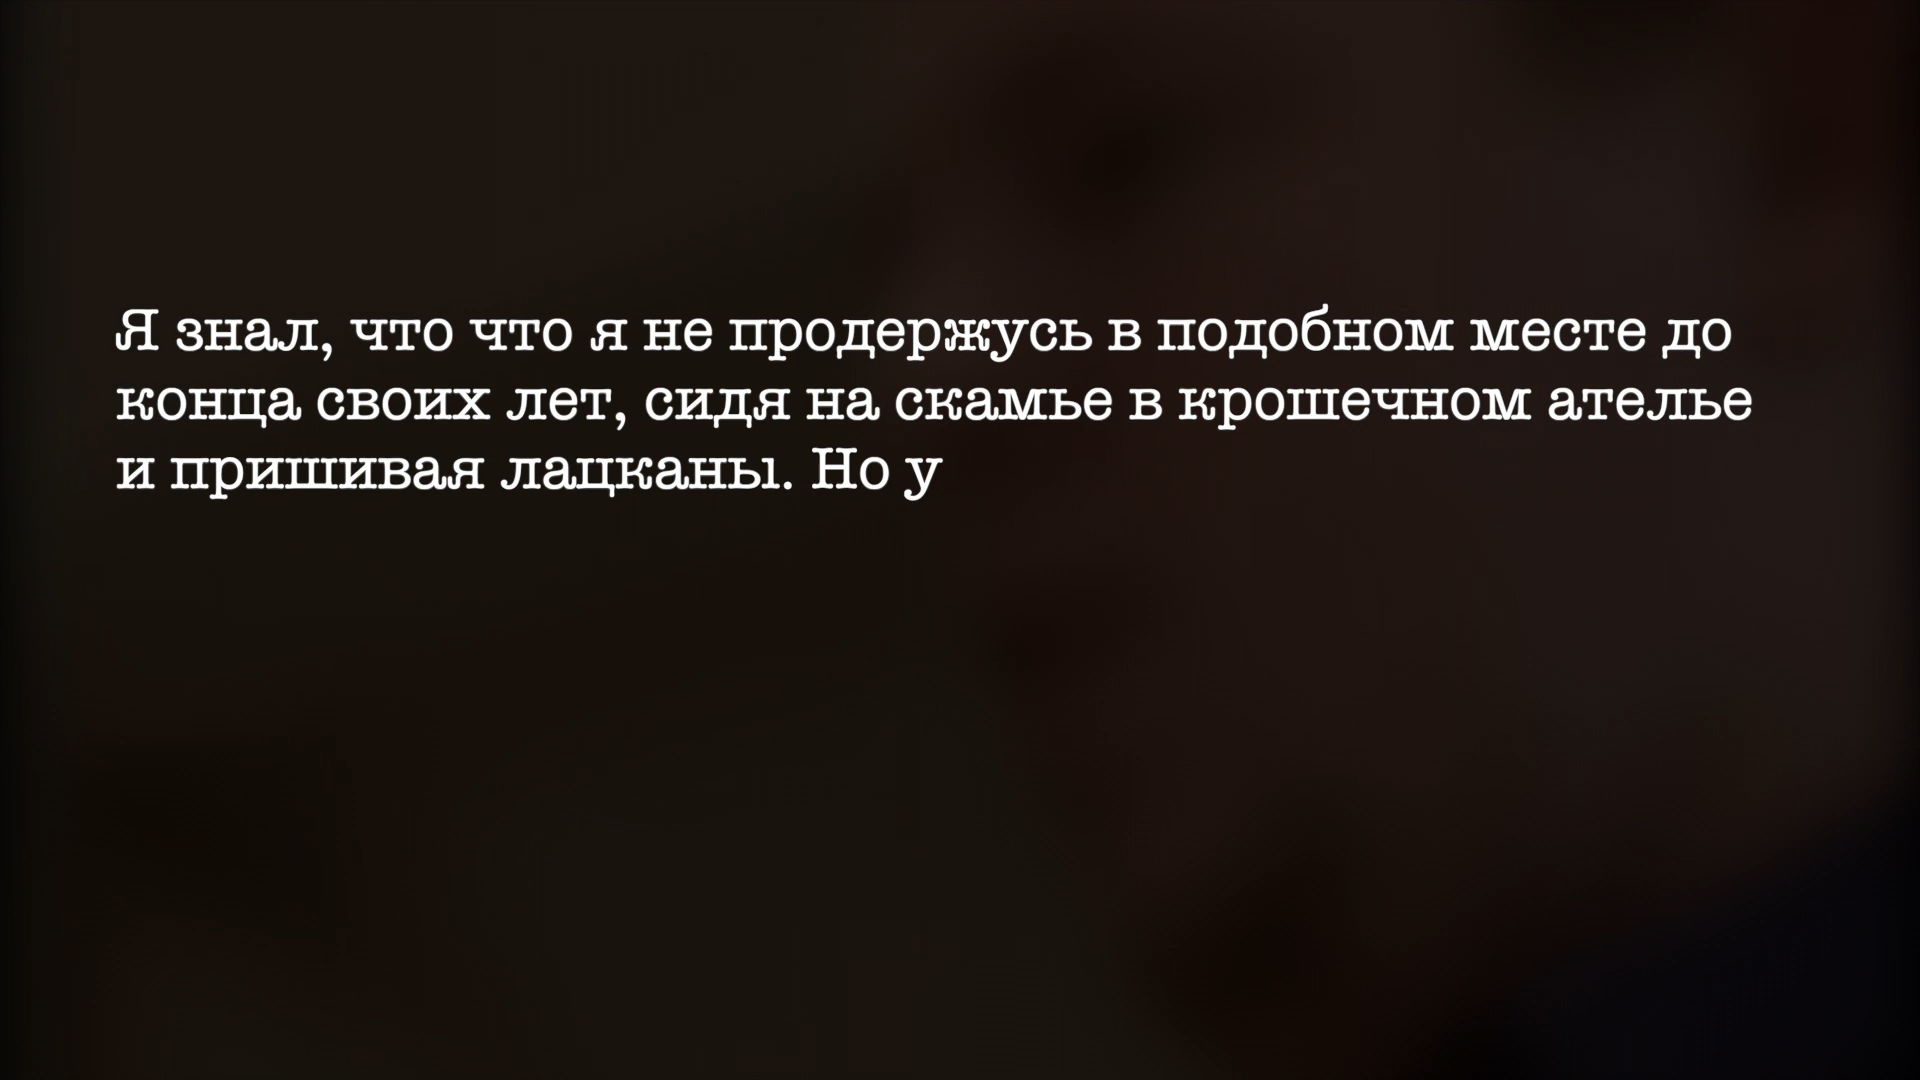 Я знал, что что я не продержусь в подобном месте до
конца своих лет, сидя на скамье в крошечном ателье
и пришивая лацканы. Но у